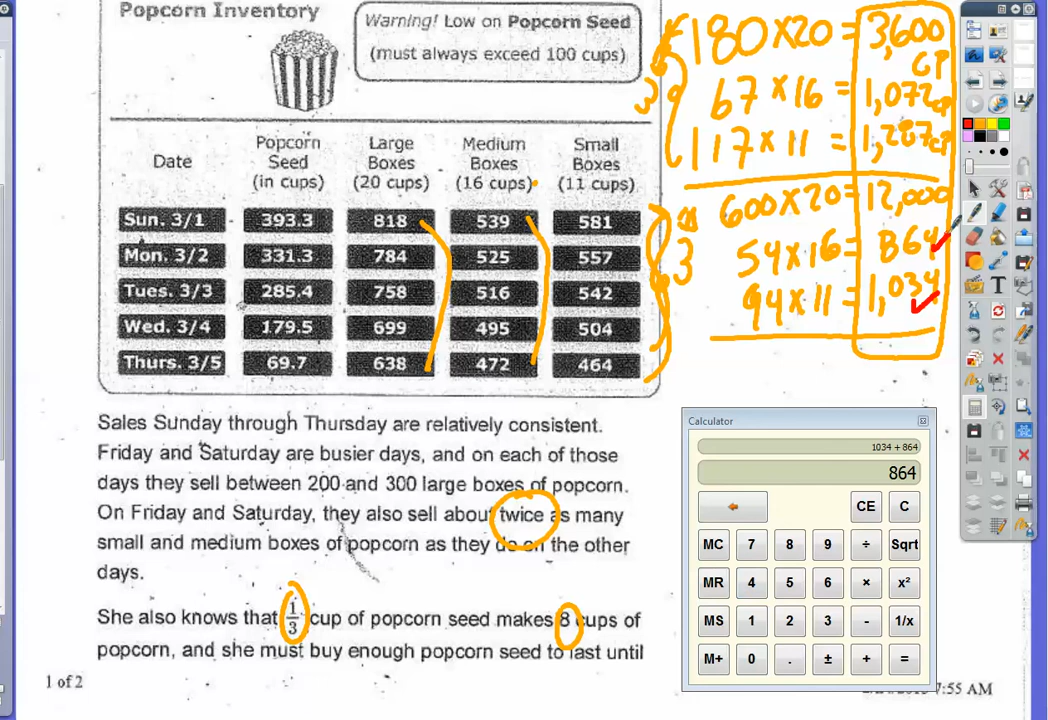 Popcorn Inventory
Warning! Low on Popcorn Seed
(must always exceed 100 cups)
Date
Popcorn Seed (in cups)
Large Boxes (20 cups)
Medium Boxes (16 cups)
Small Boxes (11 cups)
Sun. 3/1 393.3 818 539 581
Mon. 3/2 331.3 784 525 557
Tues. 3/3 285.4 758 516 542
Wed. 3/4 179.5 699 495 504
Thurs. 3/5 69.7 638 472 464
180×20=3,600 CP
67×16=1,072 CP
117×11=1,287 CP
600×20=12,000
54×16=864
94×11=1,034
Sales Sunday through Thursday are relatively consistent.
Friday and Saturday are busier days, and on each of those
days they sell between 200 and 300 large boxes of popcorn.
On Friday and Saturday, they also sell about twice as many
small and medium boxes of popcorn as they do on the other
days.
She also knows that 1/3 cup of popcorn seed makes 8 cups of
popcorn, and she must buy enough popcorn seed to last until
1 of 2
7:55 AM
Calculator
1034 + 864
864
CE C
MC 7 8 9 ÷ Sqrt
MR 4 5 6 × x²
MS 1 2 3 - 1/x
M+ 0 . ± + =